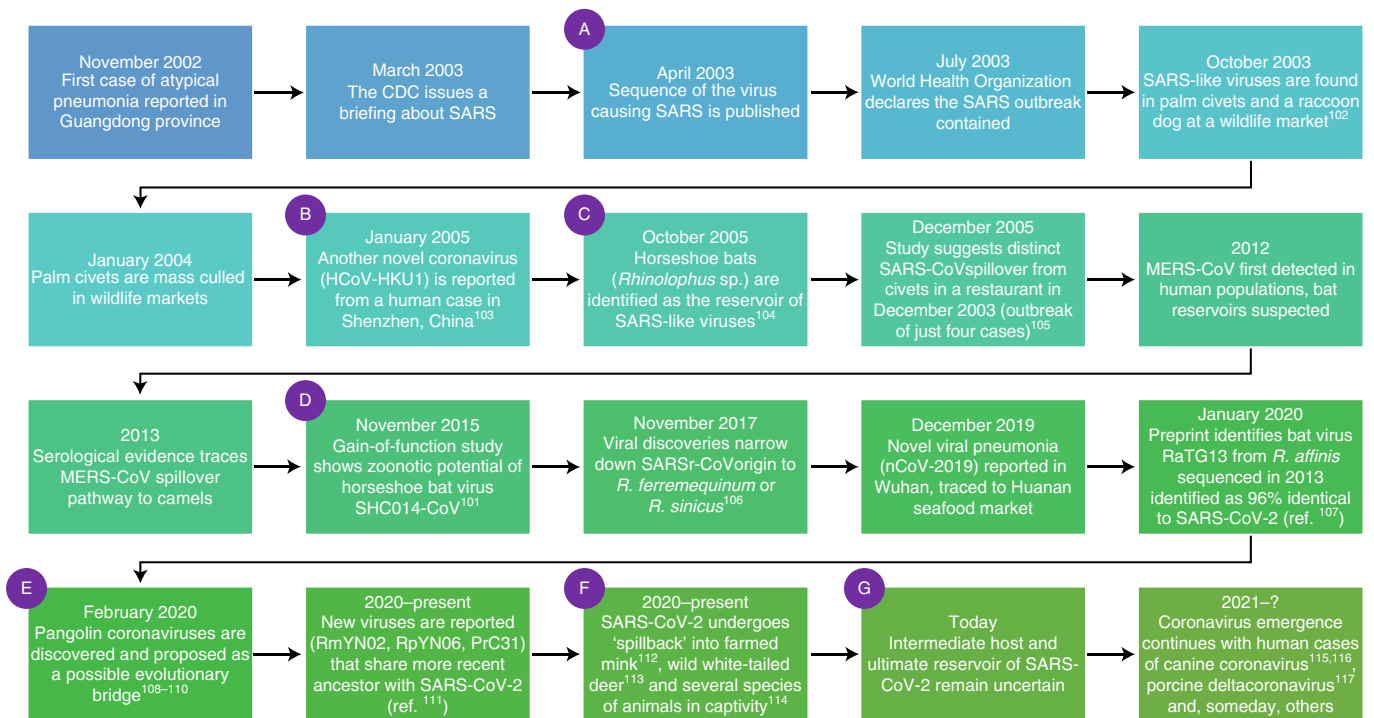 A
November 2002
First case of atypical
pneumonia reported in
Guangdong province
March 2003
The CDC issues a
briefing about SARS
April 2003
Sequence of the virus
causing SARS is published
July 2003
World Health Organization
declares the SARS outbreak
contained
October 2003
SARS-like viruses are found
in palm civets and a raccoon
dog at a wildlife market102
January 2004
Palm civets are mass culled
in wildlife markets
B
January 2005
Another novel coronavirus
(HCoV-HKU1) is reported
from a human case in
Shenzhen, China103
C
October 2005
Horseshoe bats
(Rhinolophus sp.) are
identified as the reservoir of
SARS-like viruses104
December 2005
Study suggests distinct
SARS-CoVspillover from
civets in a restaurant in
December 2003 (outbreak
of just four cases)105
2012
MERS-CoV first detected in
human populations, bat
reservoirs suspected
2013
Serological evidence traces
MERS-CoV spillover
pathway to camels
D
November 2015
Gain-of-function study
shows zoonotic potential of
horseshoe bat virus
SHC014-CoV101
November 2017
Viral discoveries narrow
down SARSr-CoVorigin to
R. ferremequinum or
R. sinicus106
December 2019
Novel viral pneumonia
(nCoV-2019) reported in
Wuhan, traced to Huanan
seafood market
January 2020
Preprint identifies bat virus
RaTG13 from R. affinis
sequenced in 2013
identified as 96% identical
to SARS-CoV-2 (ref. 107)
E
February 2020
Pangolin coronaviruses are
discovered and proposed as
a possible evolutionary
bridge108–110
2020–present
New viruses are reported
(RmYN02, RpYN06, PrC31)
that share more recent
ancestor with SARS-CoV-2
(ref. 111)
F
2020–present
SARS-CoV-2 undergoes
‘spillback’ into farmed
mink112, wild white-tailed
deer113 and several species
of animals in captivity114
G
Today
Intermediate host and
ultimate reservoir of SARS-
CoV-2 remain uncertain
2021–?
Coronavirus emergence
continues with human cases
of canine coronavirus115,116,
porcine deltacoronavirus117
and, someday, others